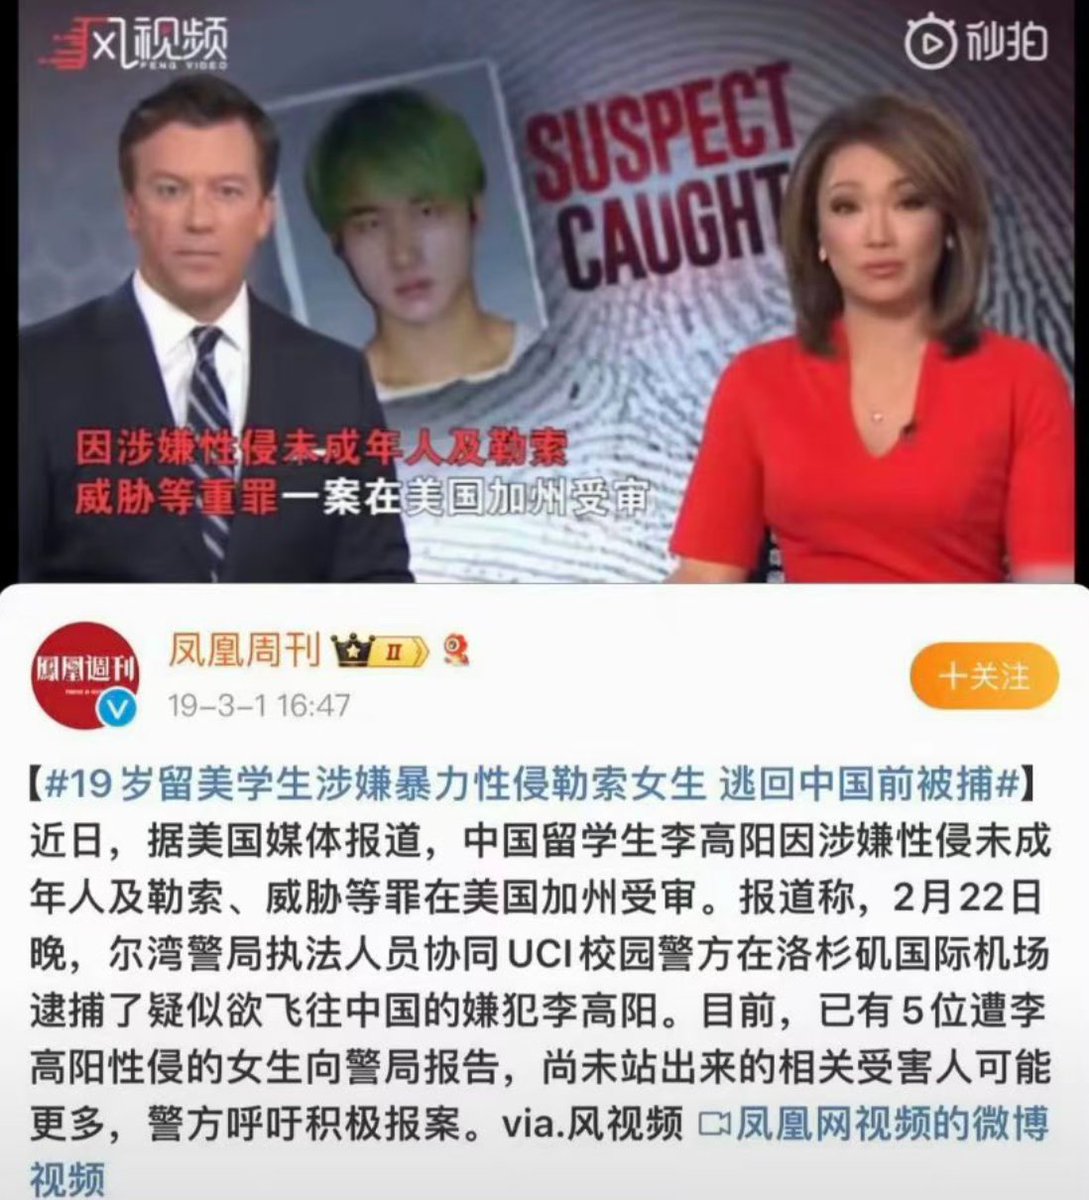 风视频
FENG VIDEO
秒拍
SUSPECT
CAUGHT
因涉嫌性侵未成年人及勒索
威胁等重罪一案在美国加州受审
鳳凰週刊
凤凰周刊 II
19-3-1 16:47
十关注
【#19岁留美学生涉嫌暴力性侵勒索女生 逃回中国前被捕#】
近日，据美国媒体报道，中国留学生李高阳因涉嫌性侵未成
年人及勒索、威胁等罪在美国加州受审。报道称，2月22日
晚，尔湾警局执法人员协同UCI校园警方在洛杉矶国际机场
逮捕了疑似欲飞往中国的嫌犯李高阳。目前，已有5位遭李
高阳性侵的女生向警局报告，尚未站出来的相关受害人可能
更多，警方呼吁积极报案。via.风视频 凤凰网视频的微博
视频